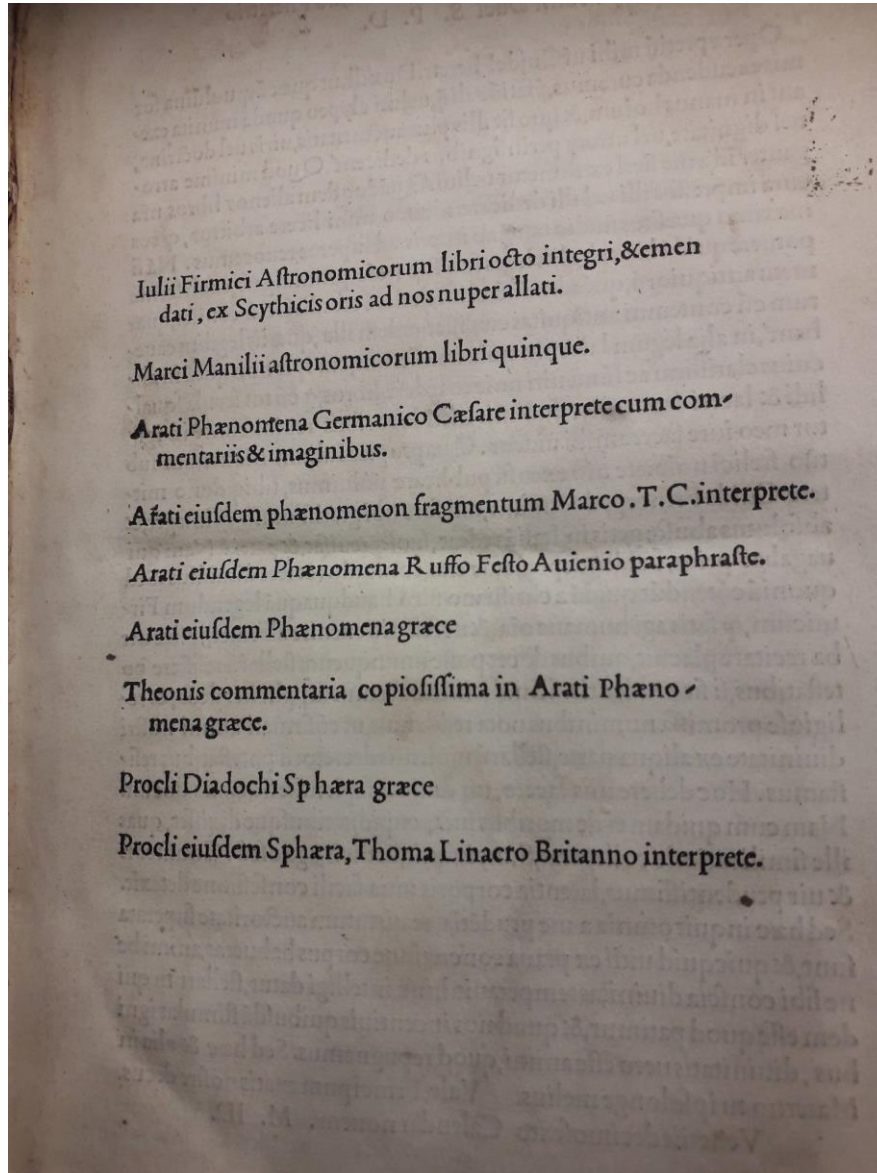 Iulii Firmici Aſtronomicorum libri octo integri, &emen
dati, ex Scythicis oris ad nos nuper allati.
Marci Manilii aſtronomicorum libri quinque.
Arati Phænomena Germanico Cæſare interprete cum com-
mentariis & imaginibus.
Arati eiuſdem phænomenon fragmentum Marco .T.C. interprete.
Arati eiuſdem Phænomena Ruffo Feſto Auienio paraphraſte.
Arati eiuſdem Phænomena græce
Theonis commentaria copioſiſſima in Arati Phæno-
mena græce.
Procli Diadochi Sphæra græce
Procli eiuſdem Sphæra, Thoma Linacro Britanno interprete.